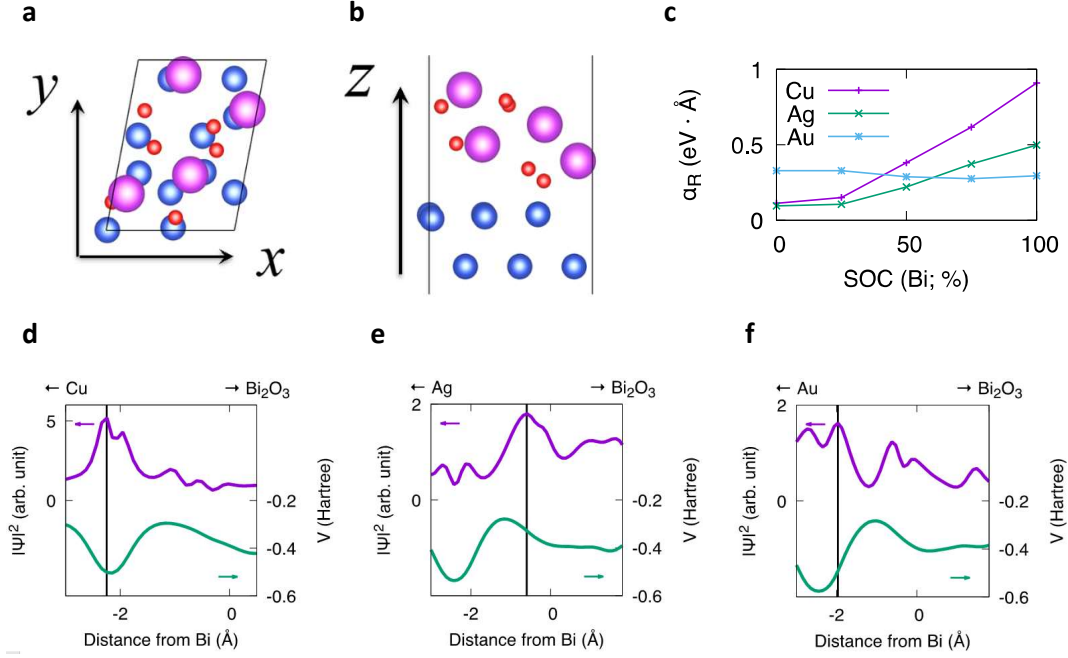 a
b
c
y
x
z
1
0.5
0
α_R (eV · Å)
Cu
Ag
Au
0 50 100
SOC (Bi; %)
d
← Cu → Bi₂O₃
5
0
|Ψ|² (arb. unit)
-0.2
-0.4
-0.6
V (Hartree)
-2 0
Distance from Bi (Å)
e
← Ag → Bi₂O₃
2
0
|Ψ|² (arb. unit)
-0.2
-0.4
-0.6
V (Hartree)
-2 0
Distance from Bi (Å)
f
← Au → Bi₂O₃
2
0
|Ψ|² (arb. unit)
-0.2
-0.4
-0.6
V (Hartree)
-2 0
Distance from Bi (Å)